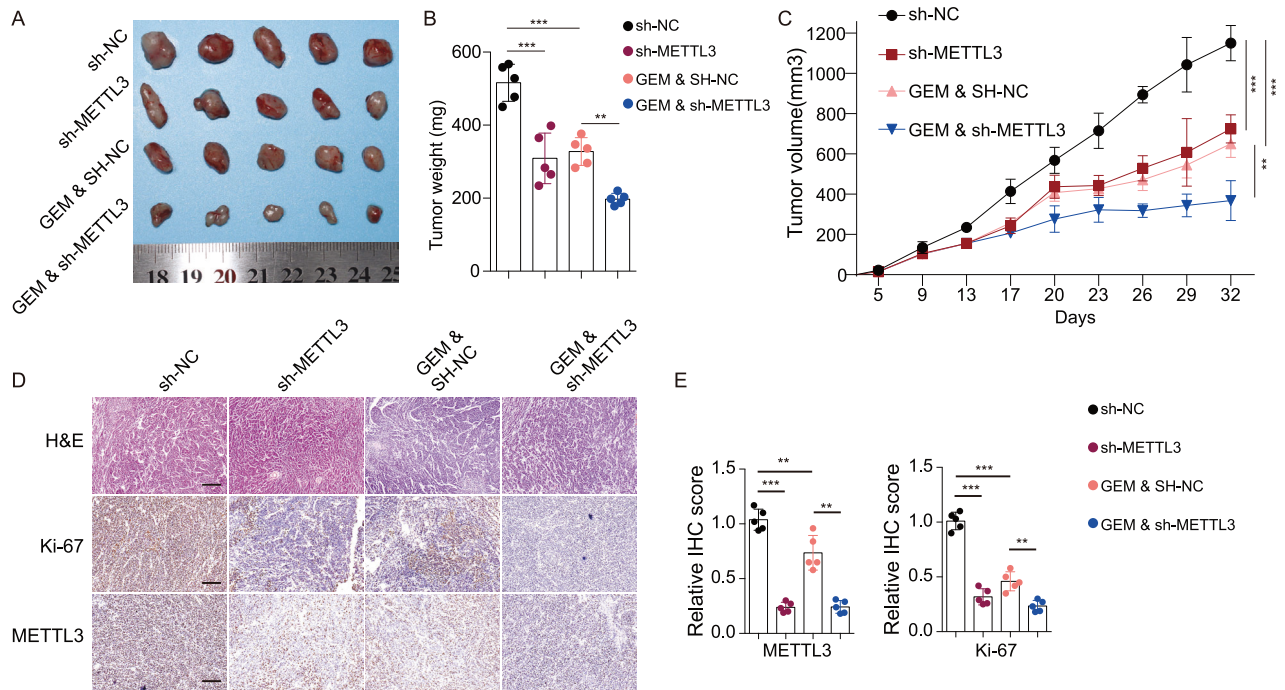 A
sh-NC
sh-METTL3
GEM & SH-NC
GEM & sh-METTL3
18 19 20 21 22 23 24 25
B
sh-NC
sh-METTL3
GEM & SH-NC
GEM & sh-METTL3
Tumor weight (mg)
600
400
200
0
***
***
**
C
sh-NC
sh-METTL3
GEM & SH-NC
GEM & sh-METTL3
Tumor volume(mm3)
1200
1000
800
600
400
200
0
5 9 13 17 20 23 26 29 32
Days
***
***
**
D
sh-NC
sh-METTL3
GEM &
SH-NC
GEM &
sh-METTL3
H&E
Ki-67
METTL3
E
sh-NC
sh-METTL3
GEM & SH-NC
GEM & sh-METTL3
Relative IHC score
1.5
1.0
0.5
0.0
**
***
**
METTL3
Relative IHC score
1.5
1.0
0.5
0.0
***
***
**
Ki-67